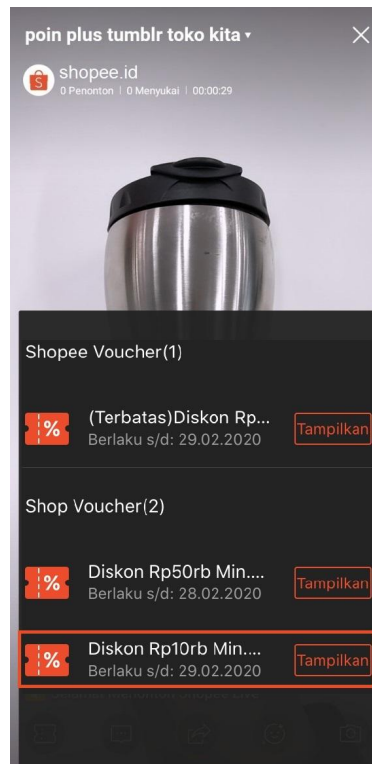 poin plus tumblr toko kita
shopee.id
0 Penonton | 0 Menyukai | 00:00:29
Shopee Voucher(1)
(Terbatas)Diskon Rp...
Berlaku s/d: 29.02.2020
Tampilkan
Shop Voucher(2)
Diskon Rp50rb Min....
Berlaku s/d: 28.02.2020
Tampilkan
Diskon Rp10rb Min....
Berlaku s/d: 29.02.2020
Tampilkan